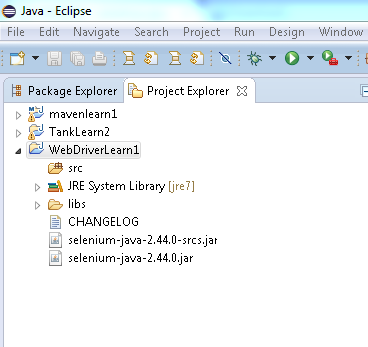 Java - Eclipse
File Edit Navigate Search Project Run Design Window
Package Explorer Project Explorer
mavenlearn1
TankLearn2
WebDriverLearn1
src
JRE System Library [jre7]
libs
CHANGELOG
selenium-java-2.44.0-srcs.jar
selenium-java-2.44.0.jar